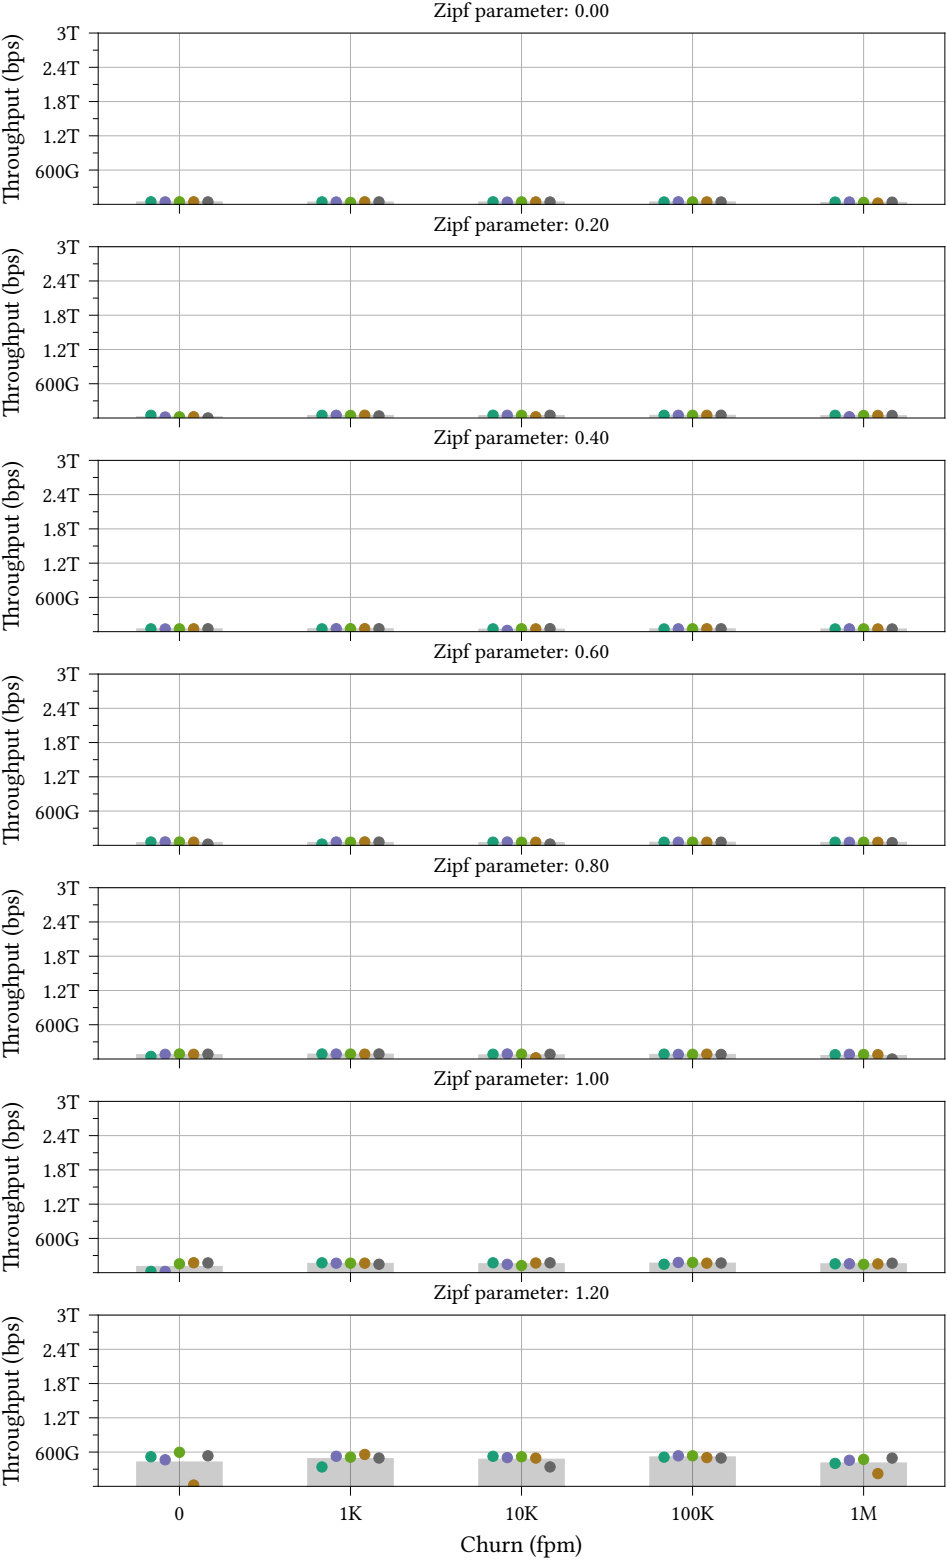 Zipf parameter: 0.00
3T
2.4T
1.8T
1.2T
600G
Throughput (bps)
Zipf parameter: 0.20
3T
2.4T
1.8T
1.2T
600G
Throughput (bps)
Zipf parameter: 0.40
3T
2.4T
1.8T
1.2T
600G
Throughput (bps)
Zipf parameter: 0.60
3T
2.4T
1.8T
1.2T
600G
Throughput (bps)
Zipf parameter: 0.80
3T
2.4T
1.8T
1.2T
600G
Throughput (bps)
Zipf parameter: 1.00
3T
2.4T
1.8T
1.2T
600G
Throughput (bps)
Zipf parameter: 1.20
3T
2.4T
1.8T
1.2T
600G
Throughput (bps)
0 1K 10K 100K 1M
Churn (fpm)